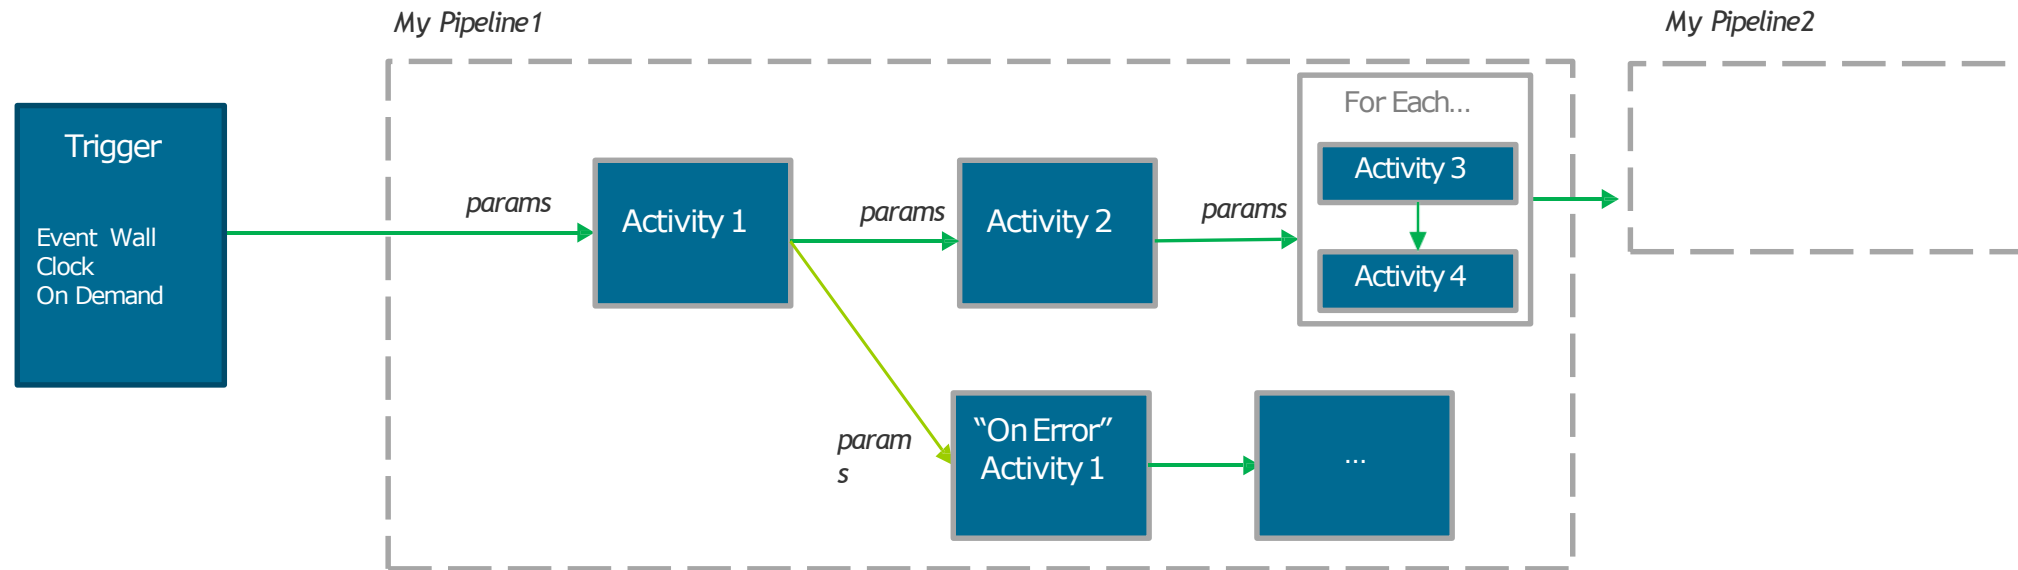 My Pipeline1
My Pipeline2
Trigger
Event Wall
Clock
On Demand
params
Activity 1
params
Activity 2
params
For Each...
Activity 3
Activity 4
param
s
“On Error”
Activity 1
...